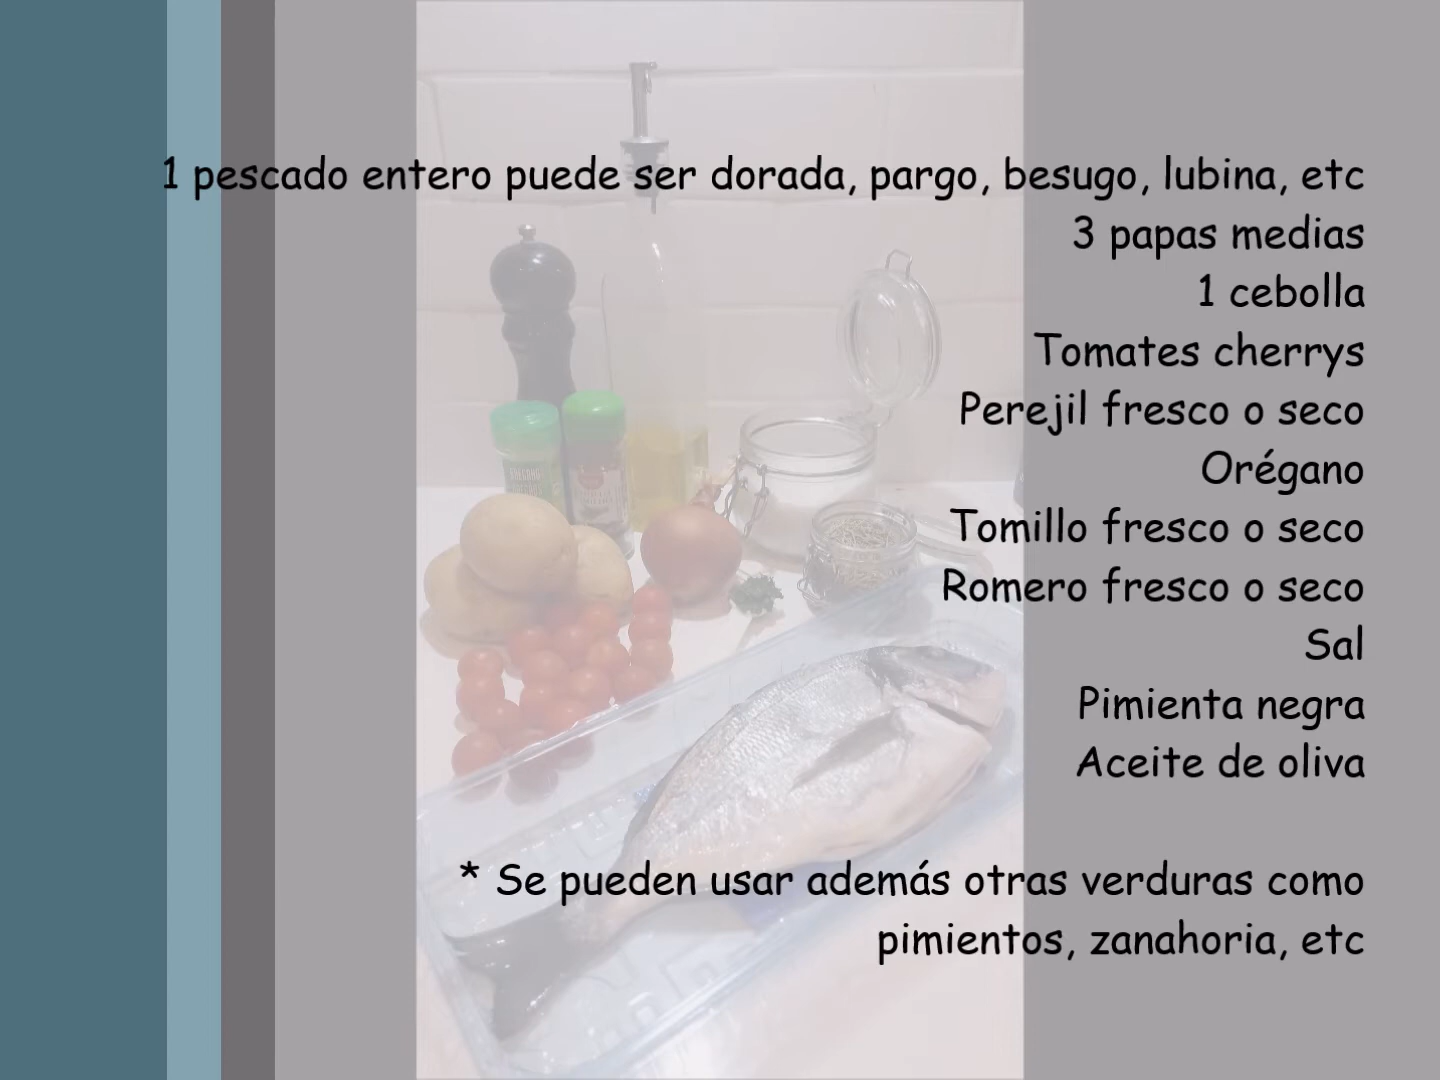 1 pescado entero puede ser dorada, pargo, besugo, lubina, etc
3 papas medias
1 cebolla
Tomates cherrys
Perejil fresco o seco
Orégano
Tomillo fresco o seco
Romero fresco o seco
Sal
Pimienta negra
Aceite de oliva
* Se pueden usar además otras verduras como
pimientos, zanahoria, etc